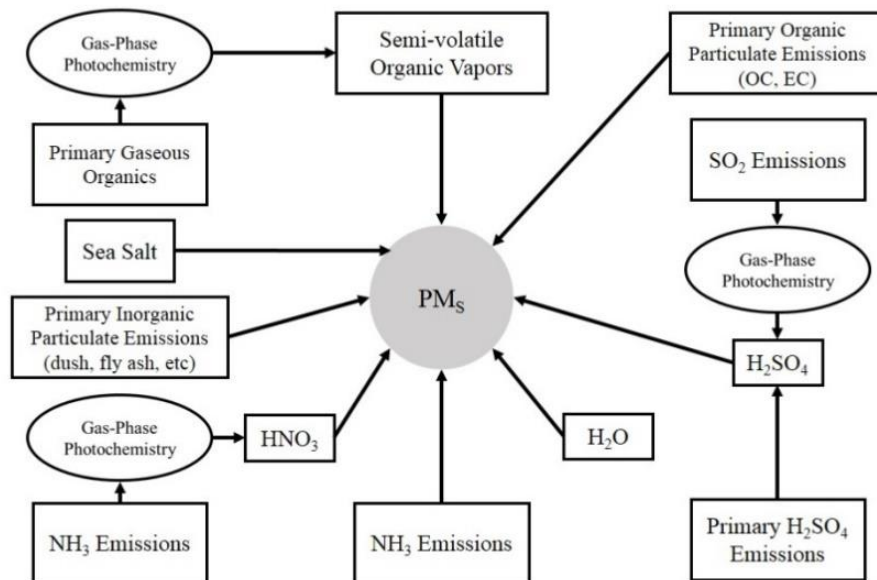 Gas-Phase
Photochemistry
Semi-volatile
Organic Vapors
Primary Organic
Particulate Emissions
(OC, EC)
Primary Gaseous
Organics
SO₂ Emissions
Sea Salt
Gas-Phase
Photochemistry
PMₛ
Primary Inorganic
Particulate Emissions
(dush, fly ash, etc)
H₂SO₄
Gas-Phase
Photochemistry
HNO₃
H₂O
NH₃ Emissions
NH₃ Emissions
Primary H₂SO₄
Emissions